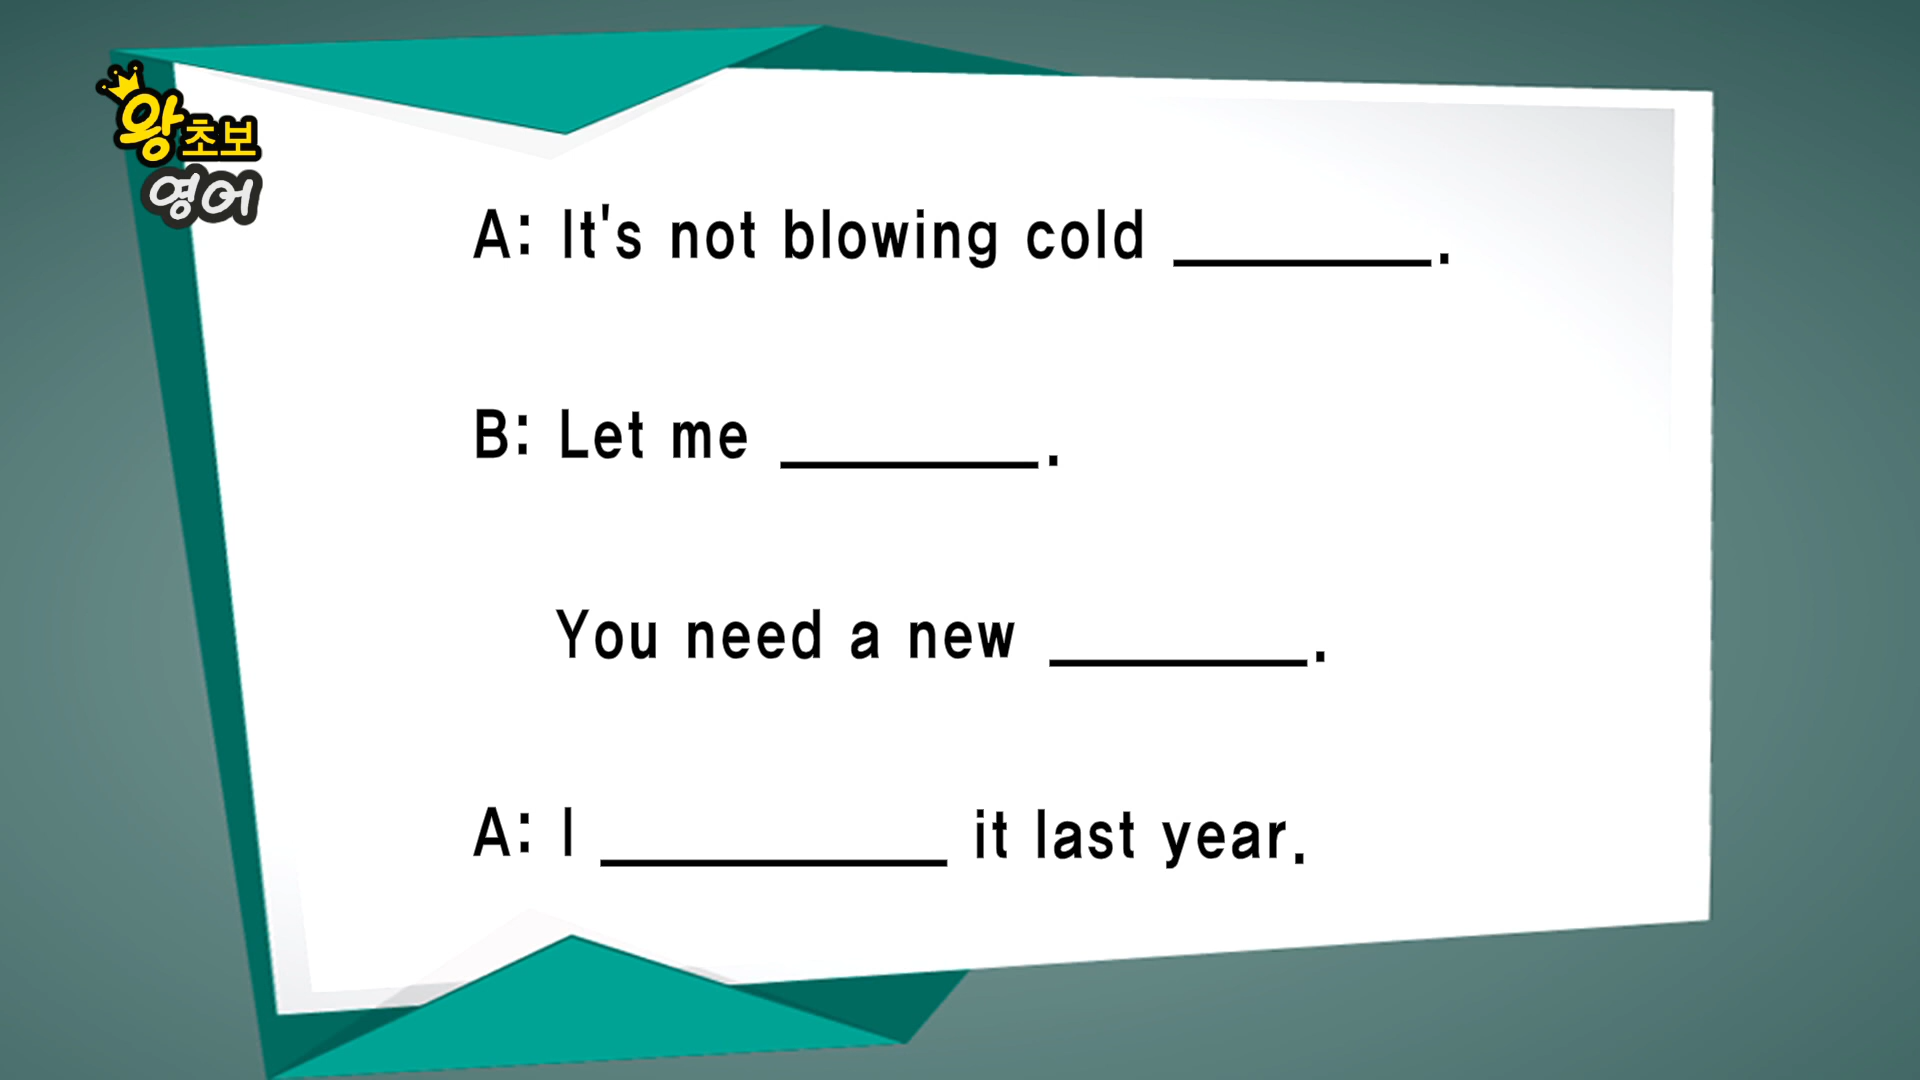 왕초보
영어
A: It's not blowing cold ________.
B: Let me ________.
You need a new ________.
A: I ___________ it last year.